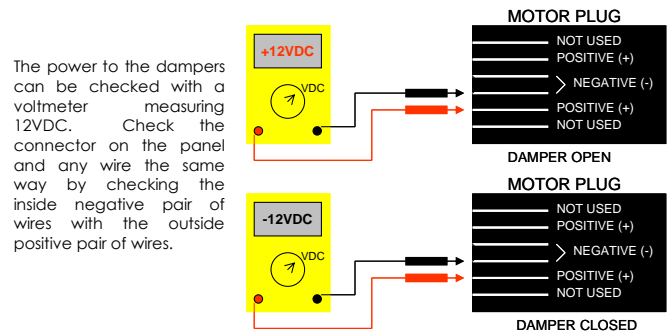 The power to the dampers
can be checked with a
voltmeter measuring
12VDC. Check the
connector on the panel
and any wire the same
way by checking the
inside negative pair of
wires with the outside
positive pair of wires.
+12VDC
VDC
MOTOR PLUG
NOT USED
POSITIVE (+)
NEGATIVE (-)
POSITIVE (+)
NOT USED
DAMPER OPEN
-12VDC
VDC
MOTOR PLUG
NOT USED
POSITIVE (+)
NEGATIVE (-)
POSITIVE (+)
NOT USED
DAMPER CLOSED